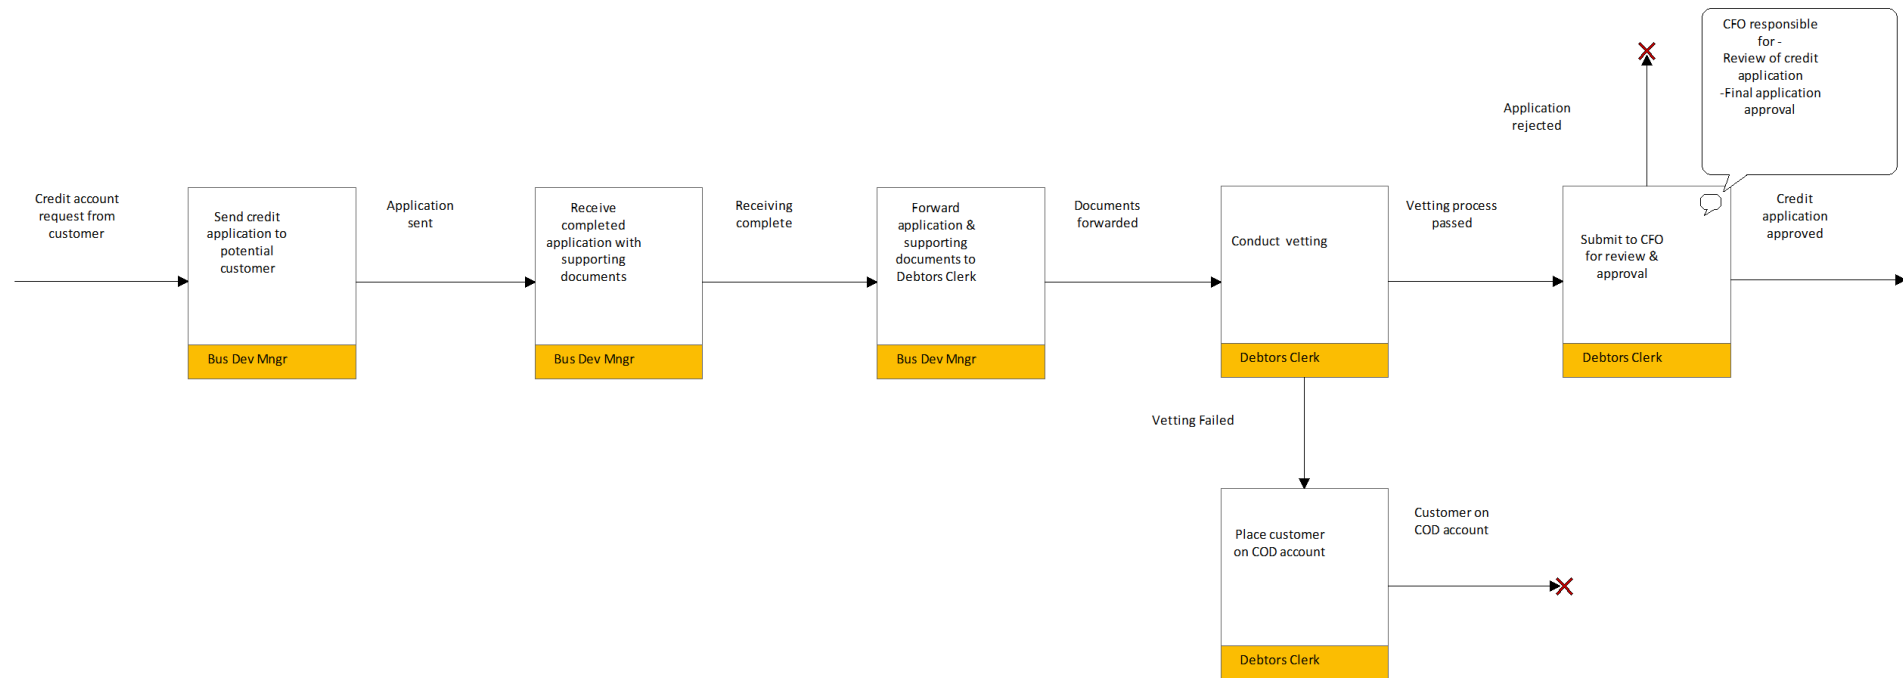 CFO responsible
for -
Review of credit
application
-Final application
approval
Application
rejected
Credit account
request from
customer
Send credit
application to
potential
customer
Bus Dev Mngr
Application
sent
Receive
completed
application with
supporting
documents
Bus Dev Mngr
Receiving
complete
Forward
application &
supporting
documents to
Debtors Clerk
Bus Dev Mngr
Documents
forwarded
Conduct vetting
Debtors Clerk
Vetting process
passed
Submit to CFO
for review &
approval
Debtors Clerk
Credit
application
approved
Vetting Failed
Place customer
on COD account
Debtors Clerk
Customer on
COD account